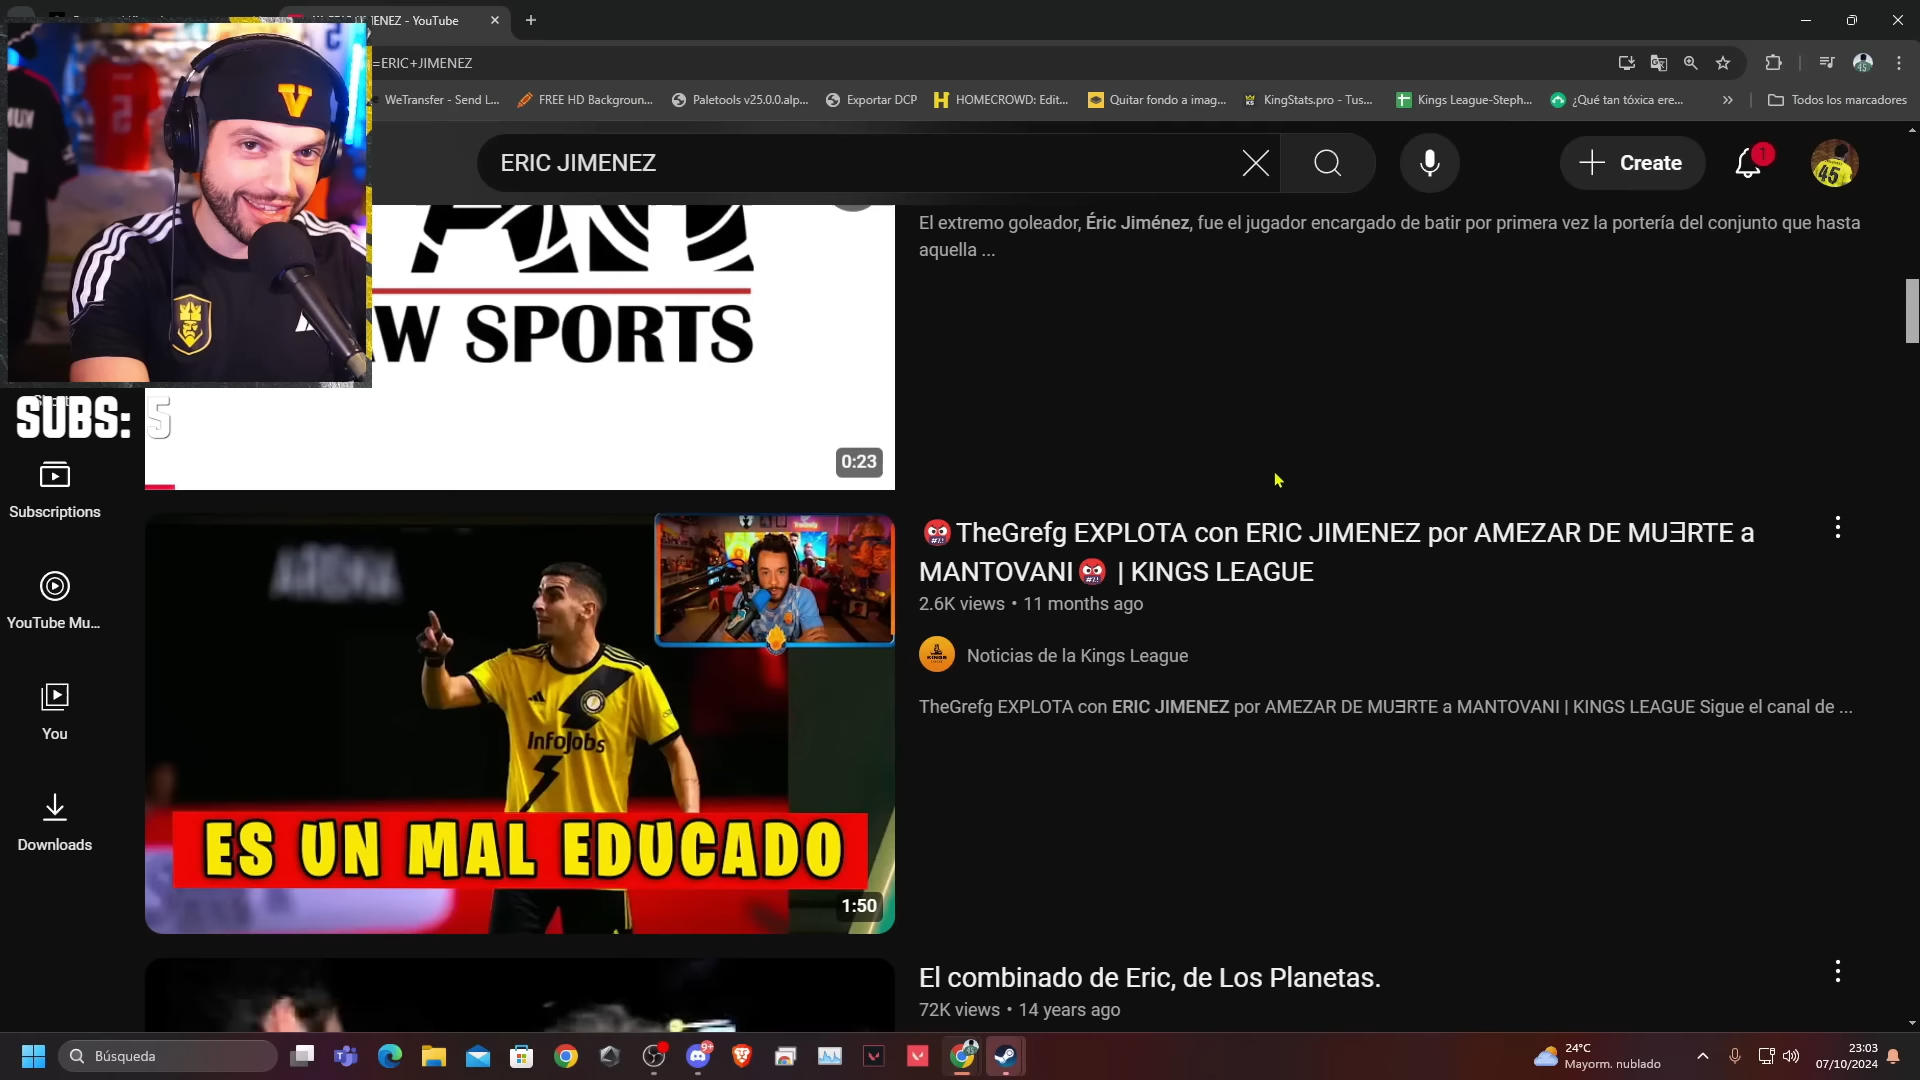 ENEZ - YouTube
=ERIC+JIMENEZ
WeTransfer - Send L...
FREE HD Backgroun...
Paletools v25.0.0.alp...
Exportar DCP
HOMECROWD: Edit...
Quitar fondo a imag...
KingStats.pro - Tus...
Kings League-Steph...
¿Qué tan tóxica ere...
Todos los marcadores
ERIC JIMENEZ
Create
1
45
V
El extremo goleador, Éric Jiménez, fue el jugador encargado de batir por primera vez la portería del conjunto que hasta
aquella ...
W SPORTS
0:23
SUBS: 5
Subscriptions
YouTube Mu...
You
Downloads
ARENA
InfoJobs
ES UN MAL EDUCADO
1:50
TheGrefg EXPLOTA con ERIC JIMENEZ por AMEZAR DE MUƎRTE a
MANTOVANI | KINGS LEAGUE
2.6K views • 11 months ago
Noticias de la Kings League
TheGrefg EXPLOTA con ERIC JIMENEZ por AMEZAR DE MUƎRTE a MANTOVANI | KINGS LEAGUE Sigue el canal de ...
El combinado de Eric, de Los Planetas.
72K views • 14 years ago
Búsqueda
9+
24°C
Mayorm. nublado
23:03
07/10/2024